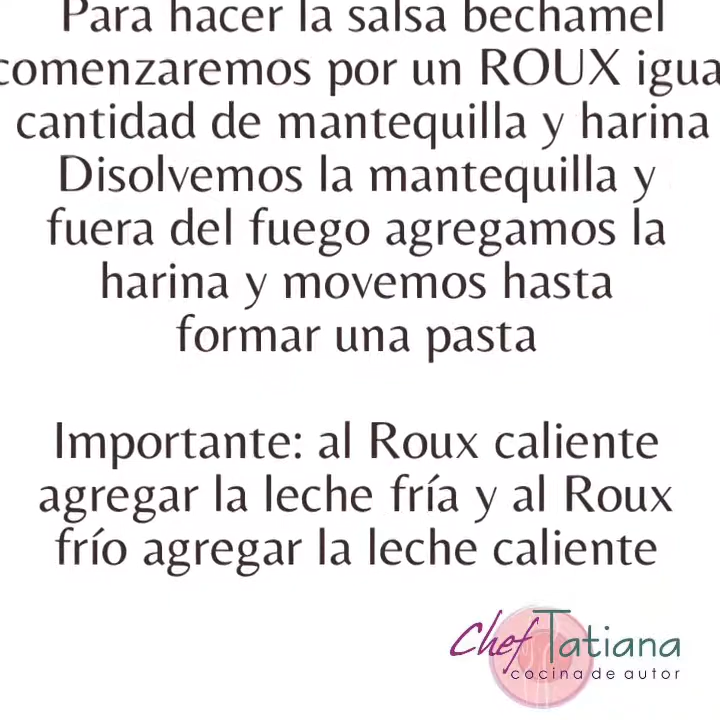 Para hacer la salsa bechamel
comenzaremos por un ROUX igua
cantidad de mantequilla y harina
Disolvemos la mantequilla y
fuera del fuego agregamos la
harina y movemos hasta
formar una pasta
Importante: al Roux caliente
agregar la leche fría y al Roux
frío agregar la leche caliente
Chef Tatiana
cocina de autor